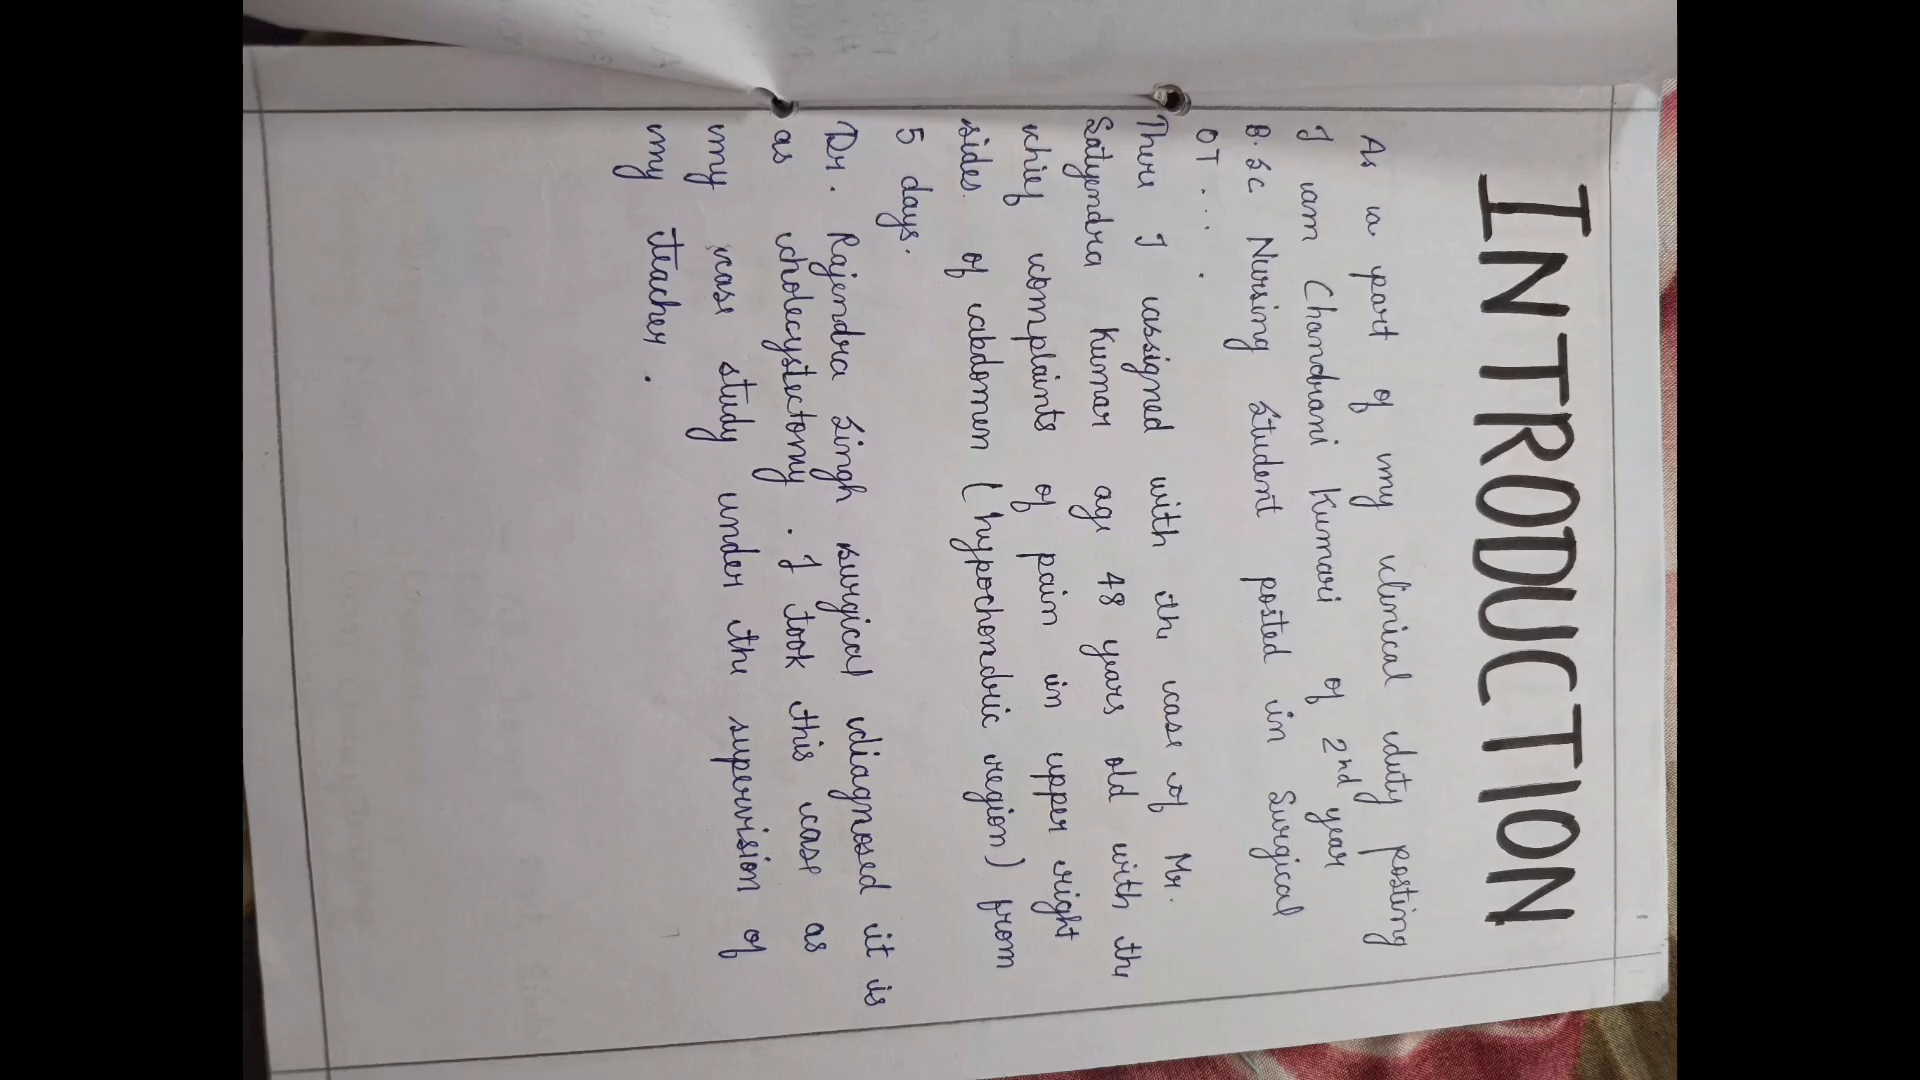 INTRODUCTION
As a part of my clinical duty posting
I am Chandrani Kumari of 2nd year
B.Sc Nursing Student posted in Surgical
OT....
There I assigned with the case of Mr.
Satyendra Kumar age 48 years old with the
chief complaints of pain in upper right
sides of abdomen (hypochondric region) from
5 days.
Dr. Rajendra Singh surgical diagnosed it is
as cholecystectomy. I took this case as
my case study under the supervision of
my teacher.